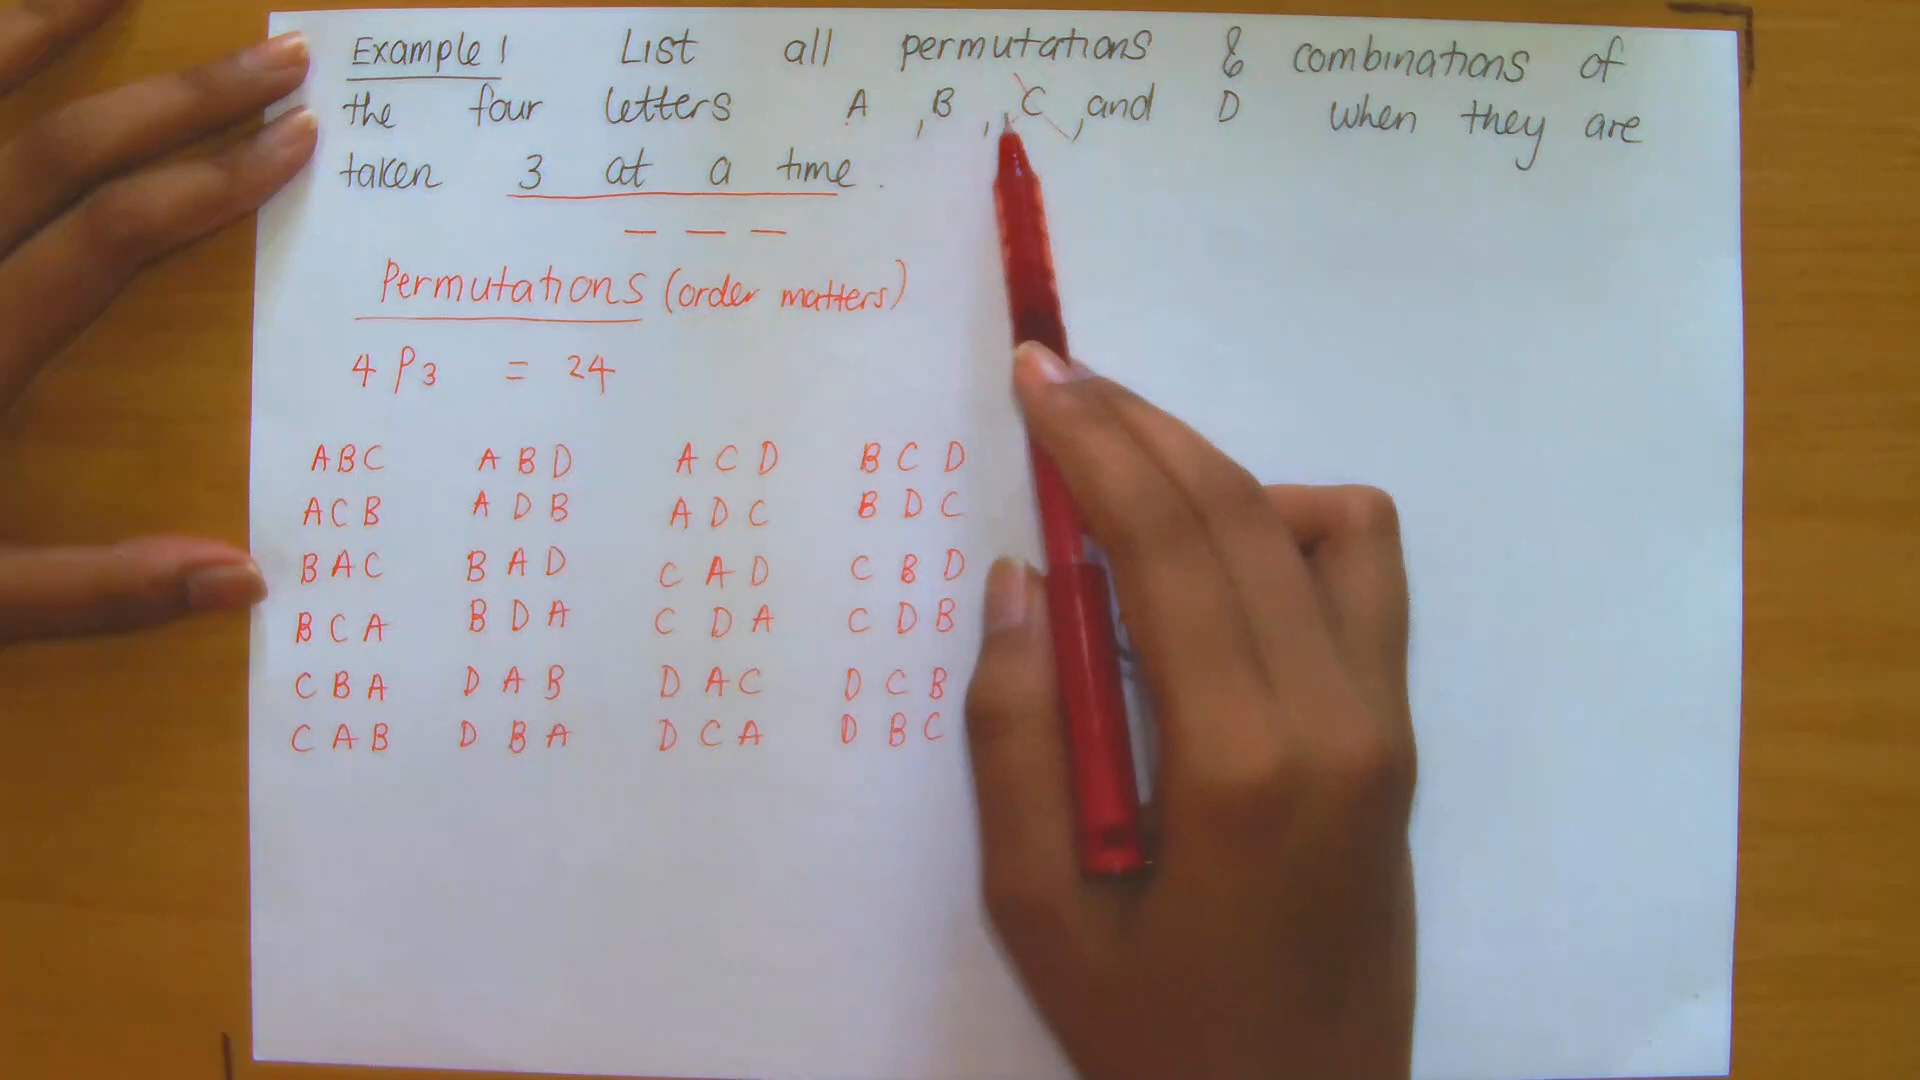 Example 1 List all permutations & combinations of
the four letters A, B, C, and D when they are
taken 3 at a time.
Permutations (order matters)
4 P 3 = 24
ABC ABD ACD BCD
ACB ADB ADC BDC
BAC BAD CAD CBD
BCA BDA CDA CDB
CBA DAB DAC DCB
CAB DBA DCA DBC